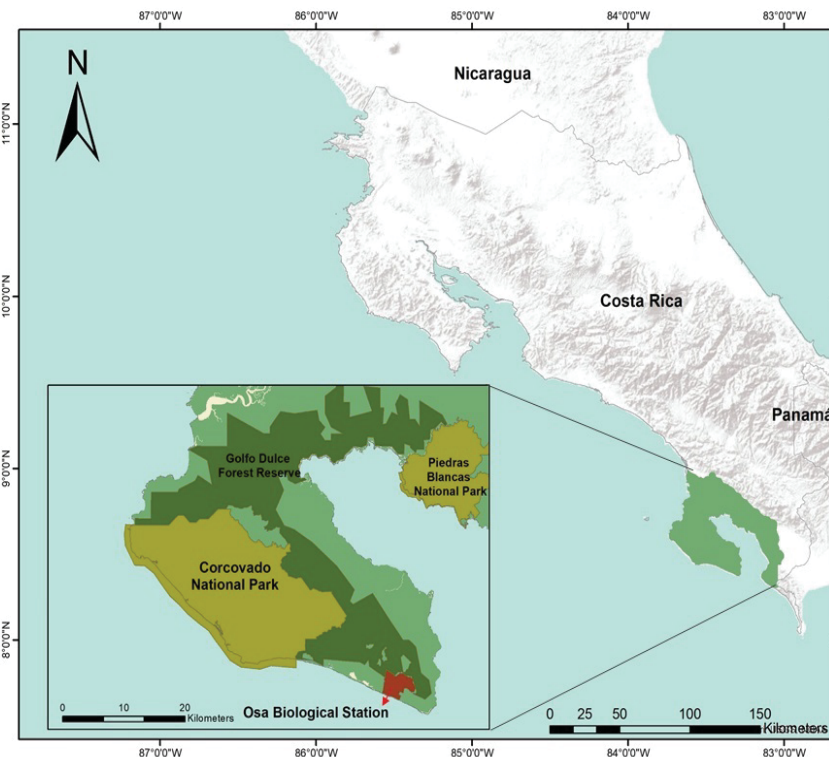 87°0'0"W 86°0'0"W 85°0'0"W 84°0'0"W 83°0'0"W
N
Nicaragua
11°0'0"N
10°0'0"N
Costa Rica
Panamá
9°0'0"N
Golfo Dulce
Forest Reserve
Piedras
Blancas
National Park
Corcovado
National Park
8°0'0"N
0 10 20
Kilometers
Osa Biological Station
0 25 50 100 150
Kilometers
87°0'0"W 86°0'0"W 85°0'0"W 84°0'0"W 83°0'0"W